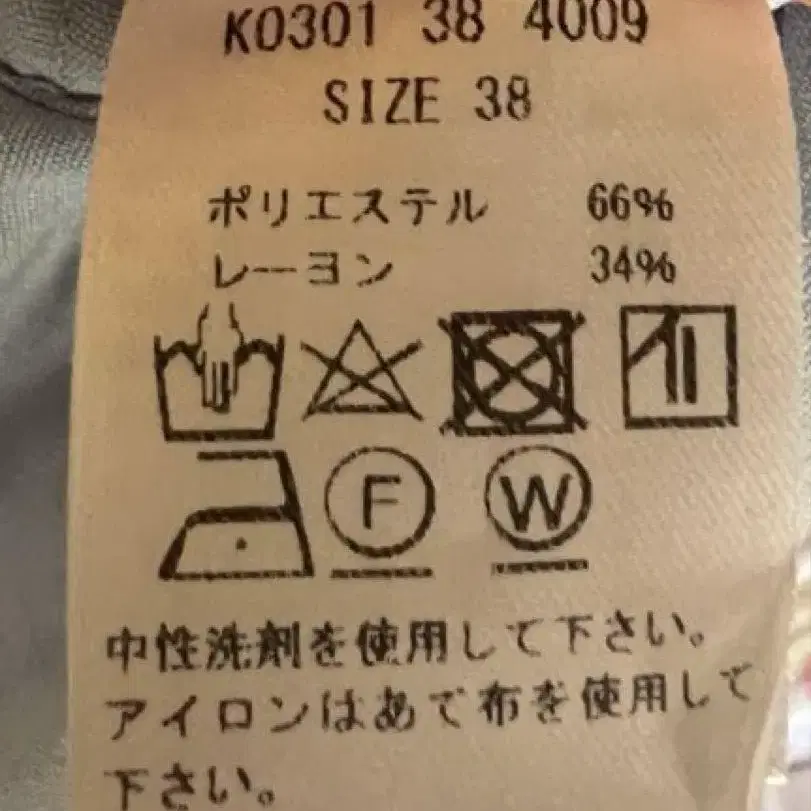 K0301 38 4009
SIZE 38
ポリエステル 66%
レーヨン 34%
F W
中性洗剤を使用して下さい。
アイロンはあて布を使用して
下さい。